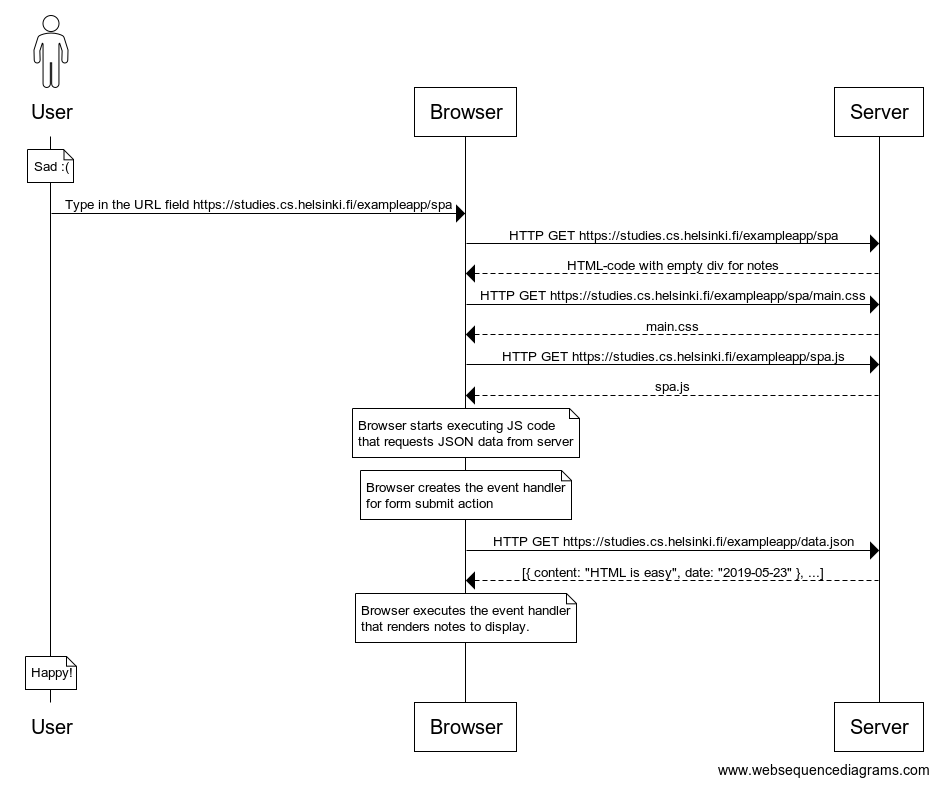 User
Browser
Server
Sad :(
Type in the URL field https://studies.cs.helsinki.fi/exampleapp/spa
HTTP GET https://studies.cs.helsinki.fi/exampleapp/spa
HTML-code with empty div for notes
HTTP GET https://studies.cs.helsinki.fi/exampleapp/spa/main.css
main.css
HTTP GET https://studies.cs.helsinki.fi/exampleapp/spa.js
spa.js
Browser starts executing JS code
that requests JSON data from server
Browser creates the event handler
for form submit action
HTTP GET https://studies.cs.helsinki.fi/exampleapp/data.json
[{ content: "HTML is easy", date: "2019-05-23" }, ...]
Browser executes the event handler
that renders notes to display.
Happy!
User
Browser
Server
www.websequencediagrams.com